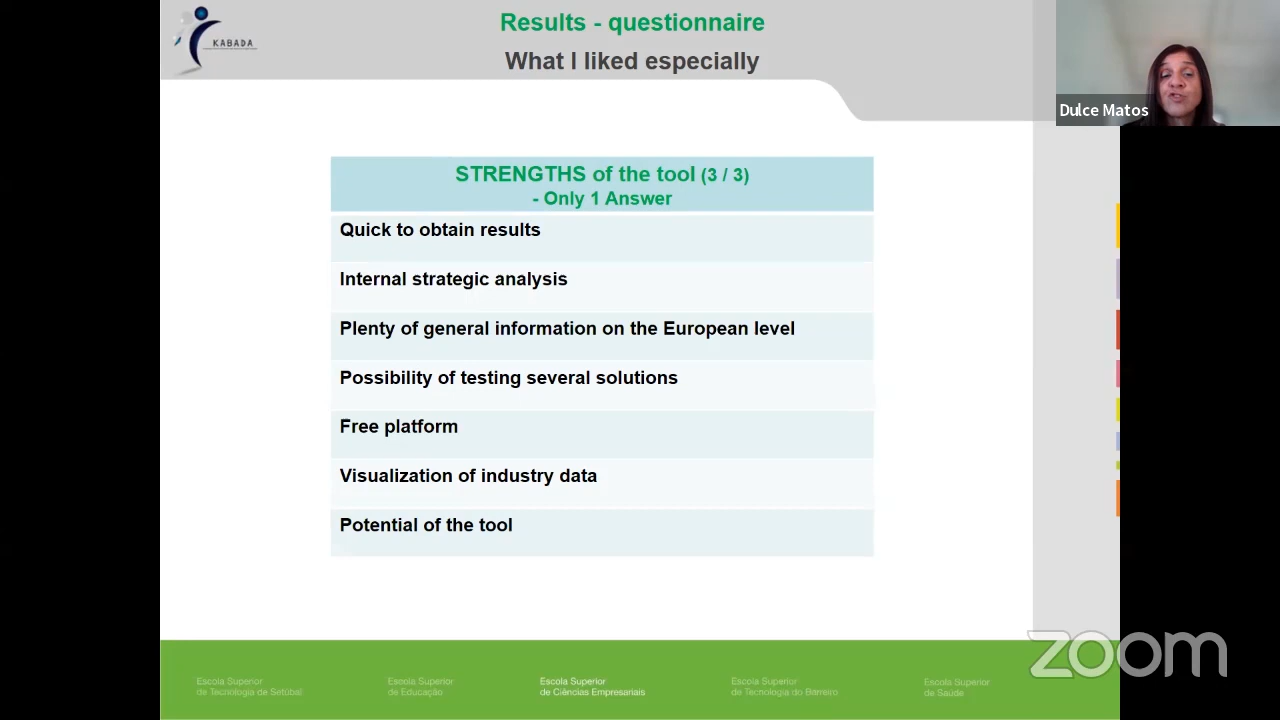 KABADA
Results - questionnaire
What I liked especially
Dulce Matos
STRENGTHS of the tool (3 / 3)
- Only 1 Answer
Quick to obtain results
Internal strategic analysis
Plenty of general information on the European level
Possibility of testing several solutions
Free platform
Visualization of industry data
Potential of the tool
zoom
Escola Superior
de Tecnologia de Setúbal
Escola Superior
de Educação
Escola Superior
de Ciências Empresariais
Escola Superior
de Tecnologia do Barreiro
Escola Superior
de Saúde